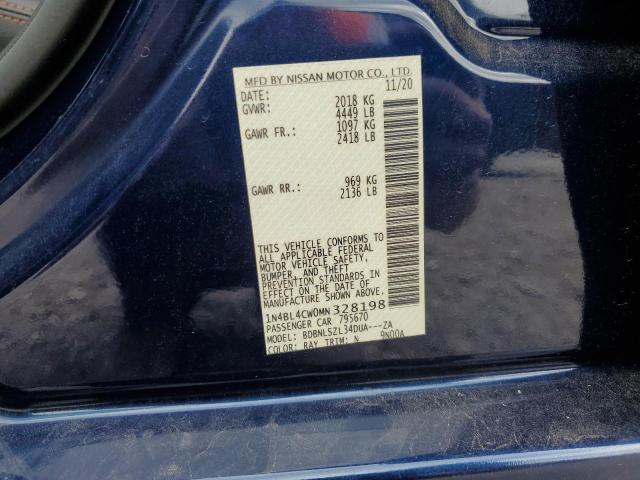 MFD BY NISSAN MOTOR CO., LTD.
DATE: 11/20
GVWR: 2018 KG
4449 LB
GAWR FR.: 1097 KG
2418 LB
GAWR RR.: 969 KG
2136 LB
THIS VEHICLE CONFORMS TO
ALL APPLICABLE FEDERAL
MOTOR VEHICLE SAFETY,
BUMPER, AND THEFT
PREVENTION STANDARDS IN
EFFECT ON THE DATE OF
MANUFACTURE SHOWN ABOVE.
1N4BL4CW0MN328198
PASSENGER CAR 795670
MODEL: BDBNLSZL34DUA---ZA
COLOR: RAY TRIM: N 9N00A